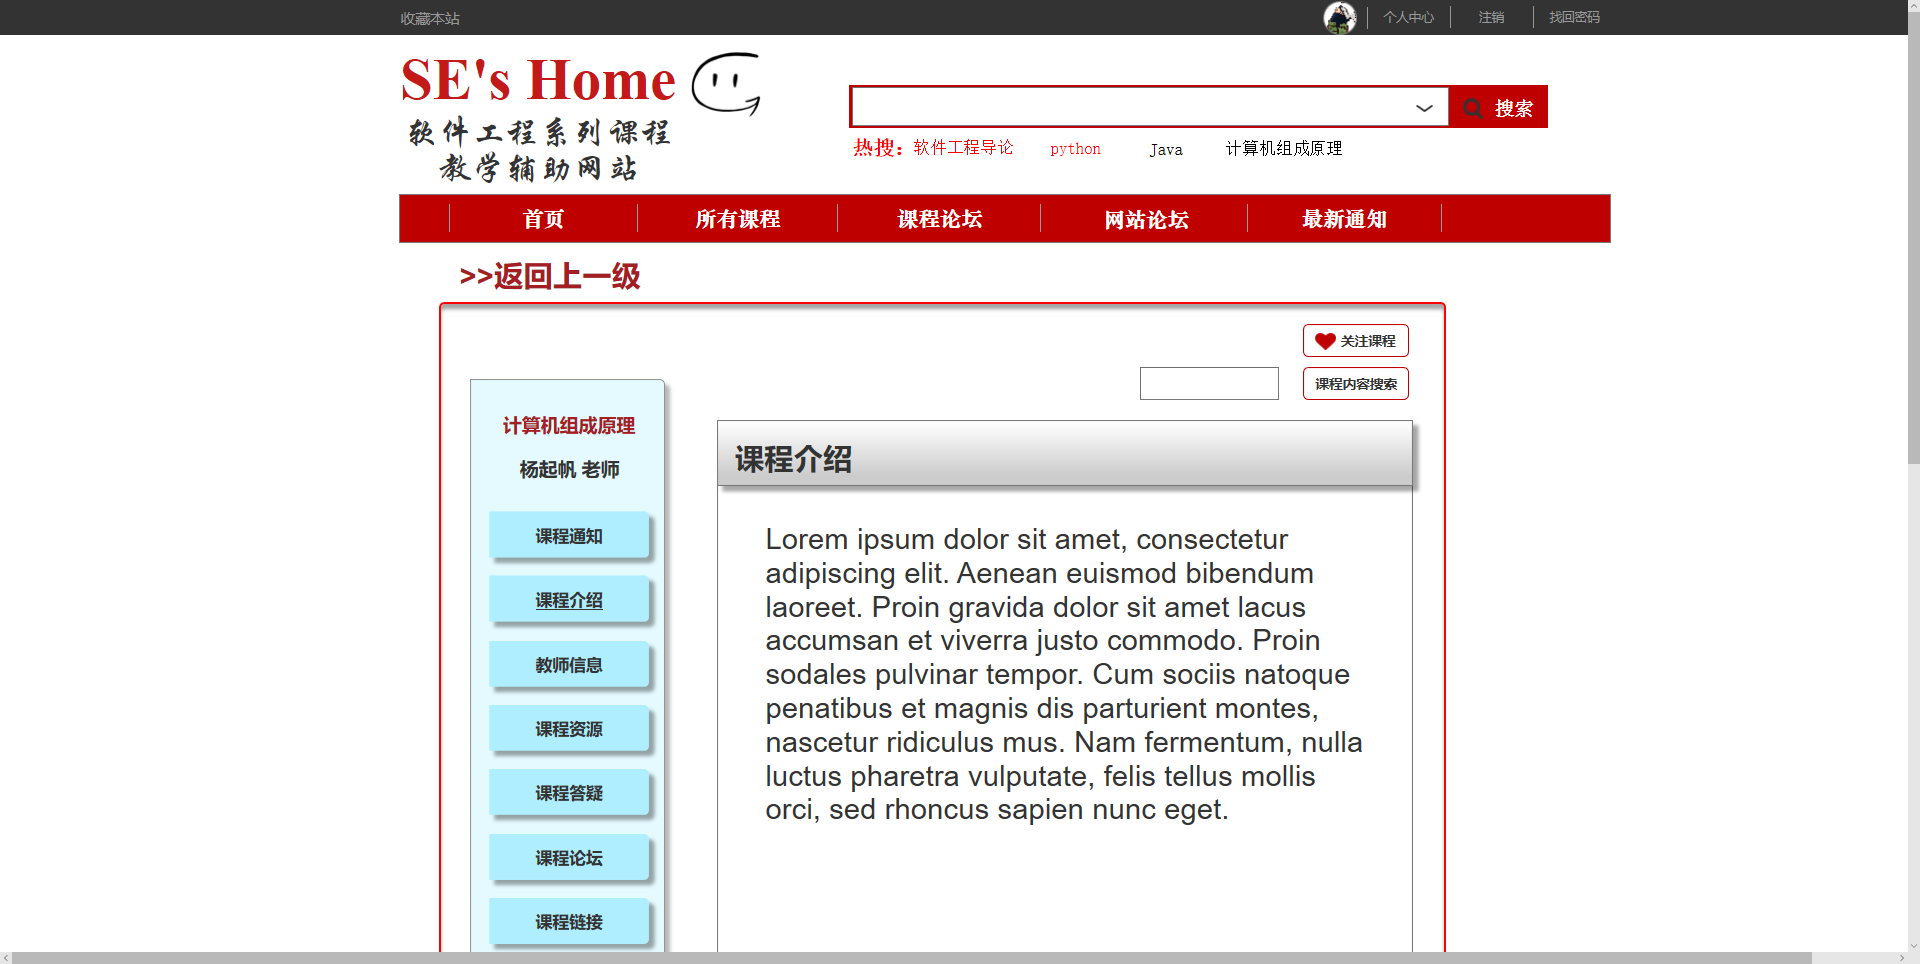 收藏本站
个人中心
注销
找回密码
SE's Home
软件工程系列课程
教学辅助网站
搜索
热搜：
软件工程导论
python
Java
计算机组成原理
首页
所有课程
课程论坛
网站论坛
最新通知
>>返回上一级
关注课程
课程内容搜索
计算机组成原理
杨起帆 老师
课程通知
课程介绍
教师信息
课程资源
课程答疑
课程论坛
课程链接
课程介绍
Lorem ipsum dolor sit amet, consectetur
adipiscing elit. Aenean euismod bibendum
laoreet. Proin gravida dolor sit amet lacus
accumsan et viverra justo commodo. Proin
sodales pulvinar tempor. Cum sociis natoque
penatibus et magnis dis parturient montes,
nascetur ridiculus mus. Nam fermentum, nulla
luctus pharetra vulputate, felis tellus mollis
orci, sed rhoncus sapien nunc eget.